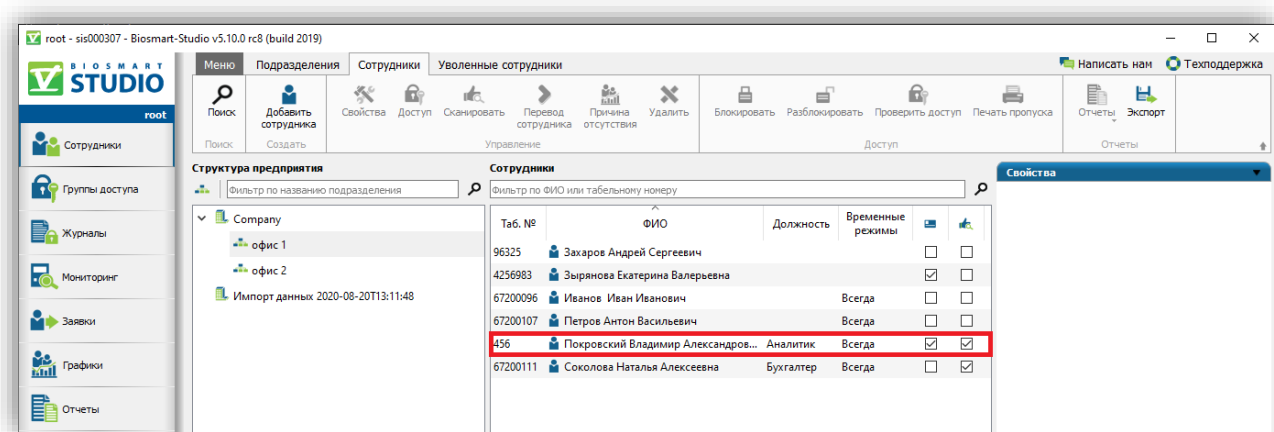 root - sis000307 - Biosmart-Studio v5.10.0 rc8 (build 2019)
BIOSMART
STUDIO
root
Сотрудники
Группы доступа
Журналы
Мониторинг
Заявки
Графики
Отчеты
Меню Подразделения Сотрудники Уволенные сотрудники Написать нам Техподдержка
Поиск Добавить сотрудника Свойства Доступ Сканировать Перевод сотрудника Причина отсутствия Удалить Блокировать Разблокировать Проверить доступ Печать пропуска Отчеты Экспорт
Поиск Создать Управление Доступ Отчеты
Структура предприятия
Фильтр по названию подразделения
Company
офис 1
офис 2
Импорт данных 2020-08-20T13:11:48
Сотрудники
Фильтр по ФИО или табельному номеру
Таб. № ФИО Должность Временные режимы
96325 Захаров Андрей Сергеевич
4256983 Зырянова Екатерина Валерьевна
67200096 Иванов Иван Иванович Всегда
67200107 Петров Антон Васильевич Всегда
456 Покровский Владимир Александров... Аналитик Всегда
67200111 Соколова Наталья Алексеевна Бухгалтер Всегда
Свойства